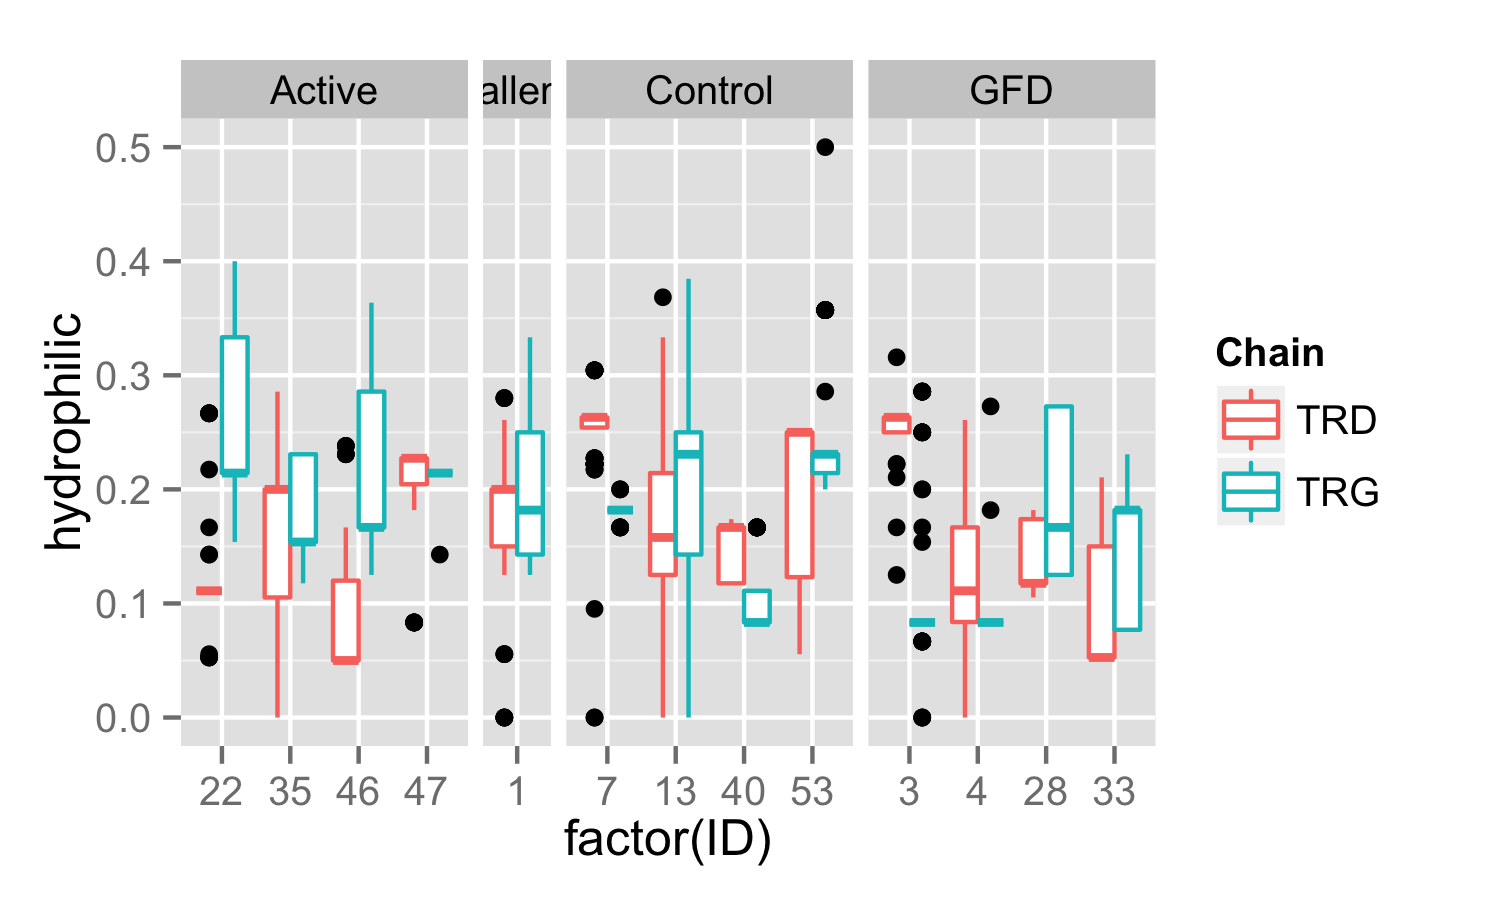 Active
aller
Control
GFD
0.5
0.4
0.3
0.2
0.1
0.0
hydrophilic
22 35 46 47 1 7 13 40 53 3 4 28 33
factor(ID)
Chain
TRD
TRG